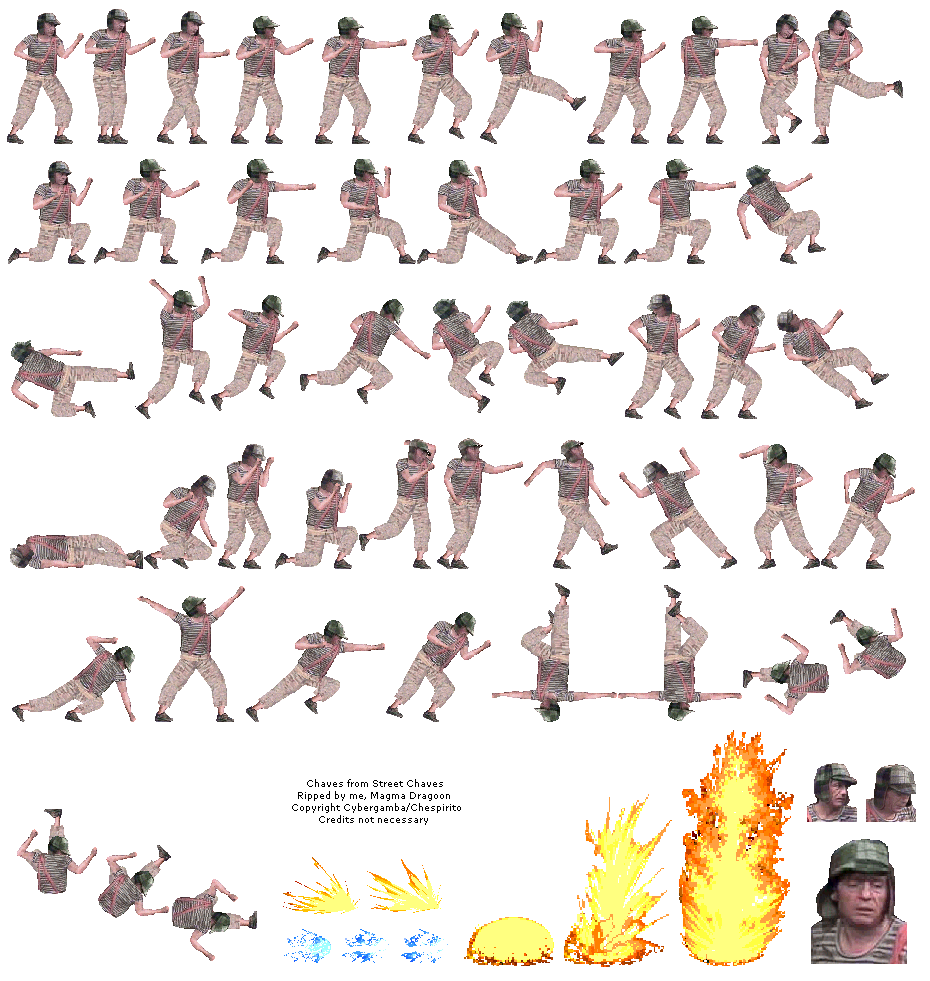 Chaves from Street Chaves
Ripped by me, Magma Dragoon
Copyright Cybergamba/Chespirito
Credits not necessary